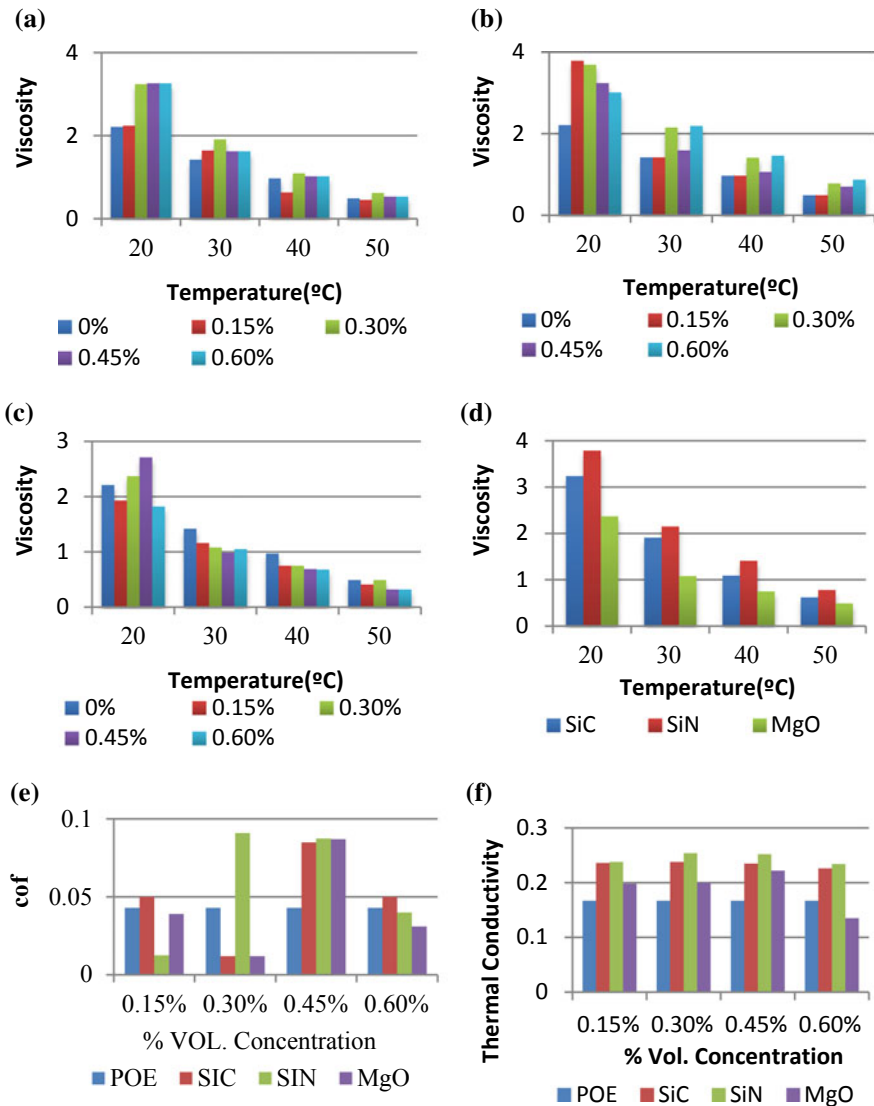 (a)
Viscosity
4
2
0
20 30 40 50
Temperature(ºC)
0% 0.15% 0.30%
0.45% 0.60%
(b)
Viscosity
4
2
0
20 30 40 50
Temperature(ºC)
0% 0.15% 0.30%
0.45% 0.60%
(c)
Viscosity
3
2
1
0
20 30 40 50
Temperature(ºC)
0% 0.15% 0.30%
0.45% 0.60%
(d)
Viscosity
4
3
2
1
0
20 30 40 50
Temperature(ºC)
SiC SiN MgO
(e)
cof
0.1
0.05
0
0.15% 0.30% 0.45% 0.60%
% VOL. Concentration
POE SIC SIN MgO
(f)
Thermal Conductivity
0.3
0.2
0.1
0
0.15% 0.30% 0.45% 0.60%
% Vol. Concentration
POE SiC SiN MgO